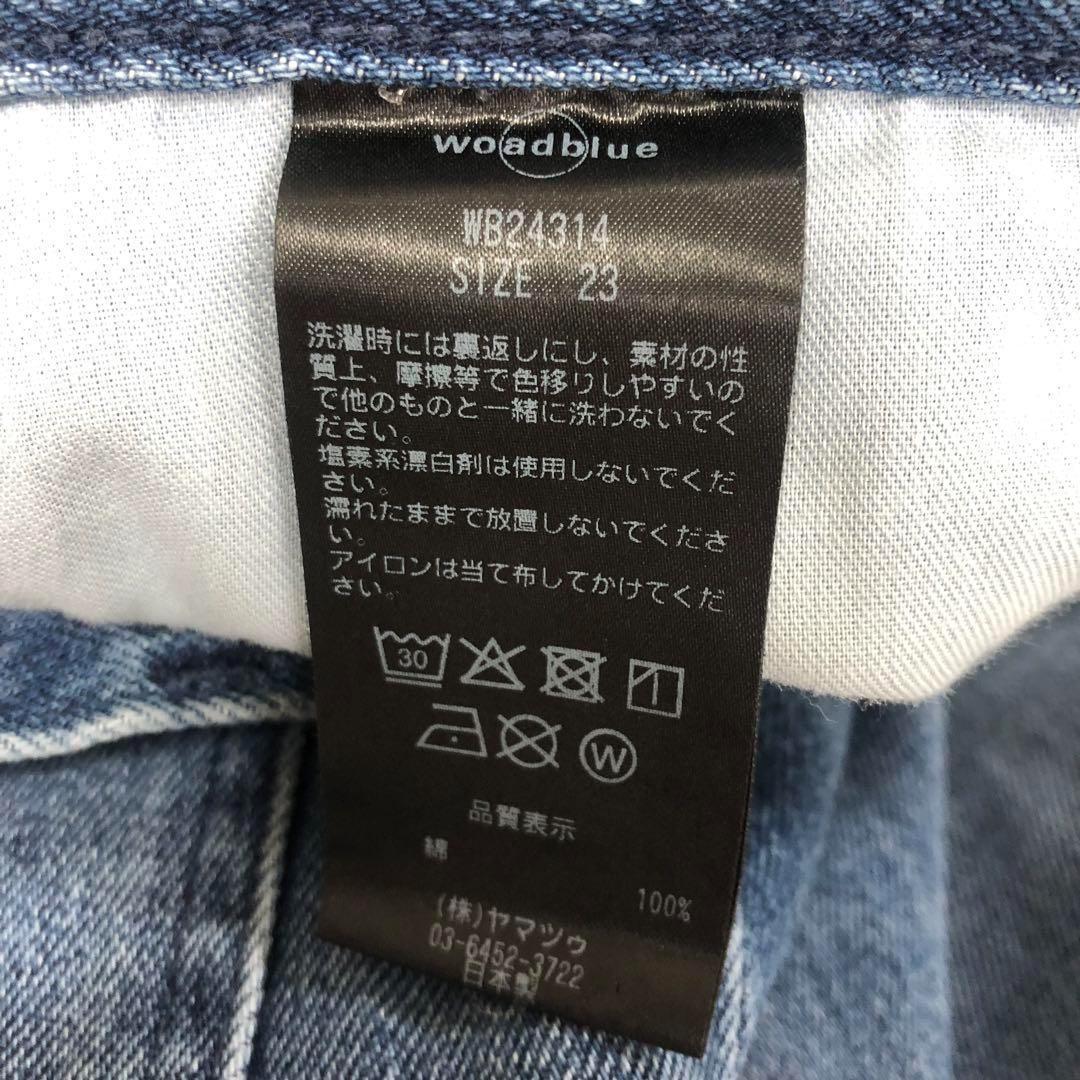 woadblue
WB24314
SIZE 23
洗濯時には裏返しにし、素材の性
質上、摩擦等で色移りしやすいの
で他のものと一緒に洗わないでく
ださい。
塩素系漂白剤は使用しないでくだ
さい。
濡れたままで放置しないでくださ
い。
アイロンは当て布してかけてくだ
さい。
30
W
品質表示
綿 100%
(株)ヤマツゥ
03-6452-3722
日本製